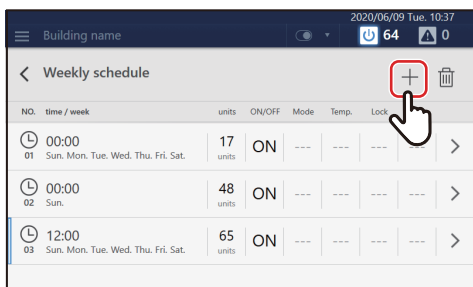 2020/06/09 Tue. 10:37
Building name 64 0
Weekly schedule
NO. time / week units ON/OFF Mode Temp. Lock
01 00:00 17 units ON --- --- --- ---
Sun. Mon. Tue. Wed. Thu. Fri. Sat.
02 00:00 48 units ON --- --- --- ---
Sun.
03 12:00 65 units ON --- --- --- ---
Sun. Mon. Tue. Wed. Thu. Fri. Sat.